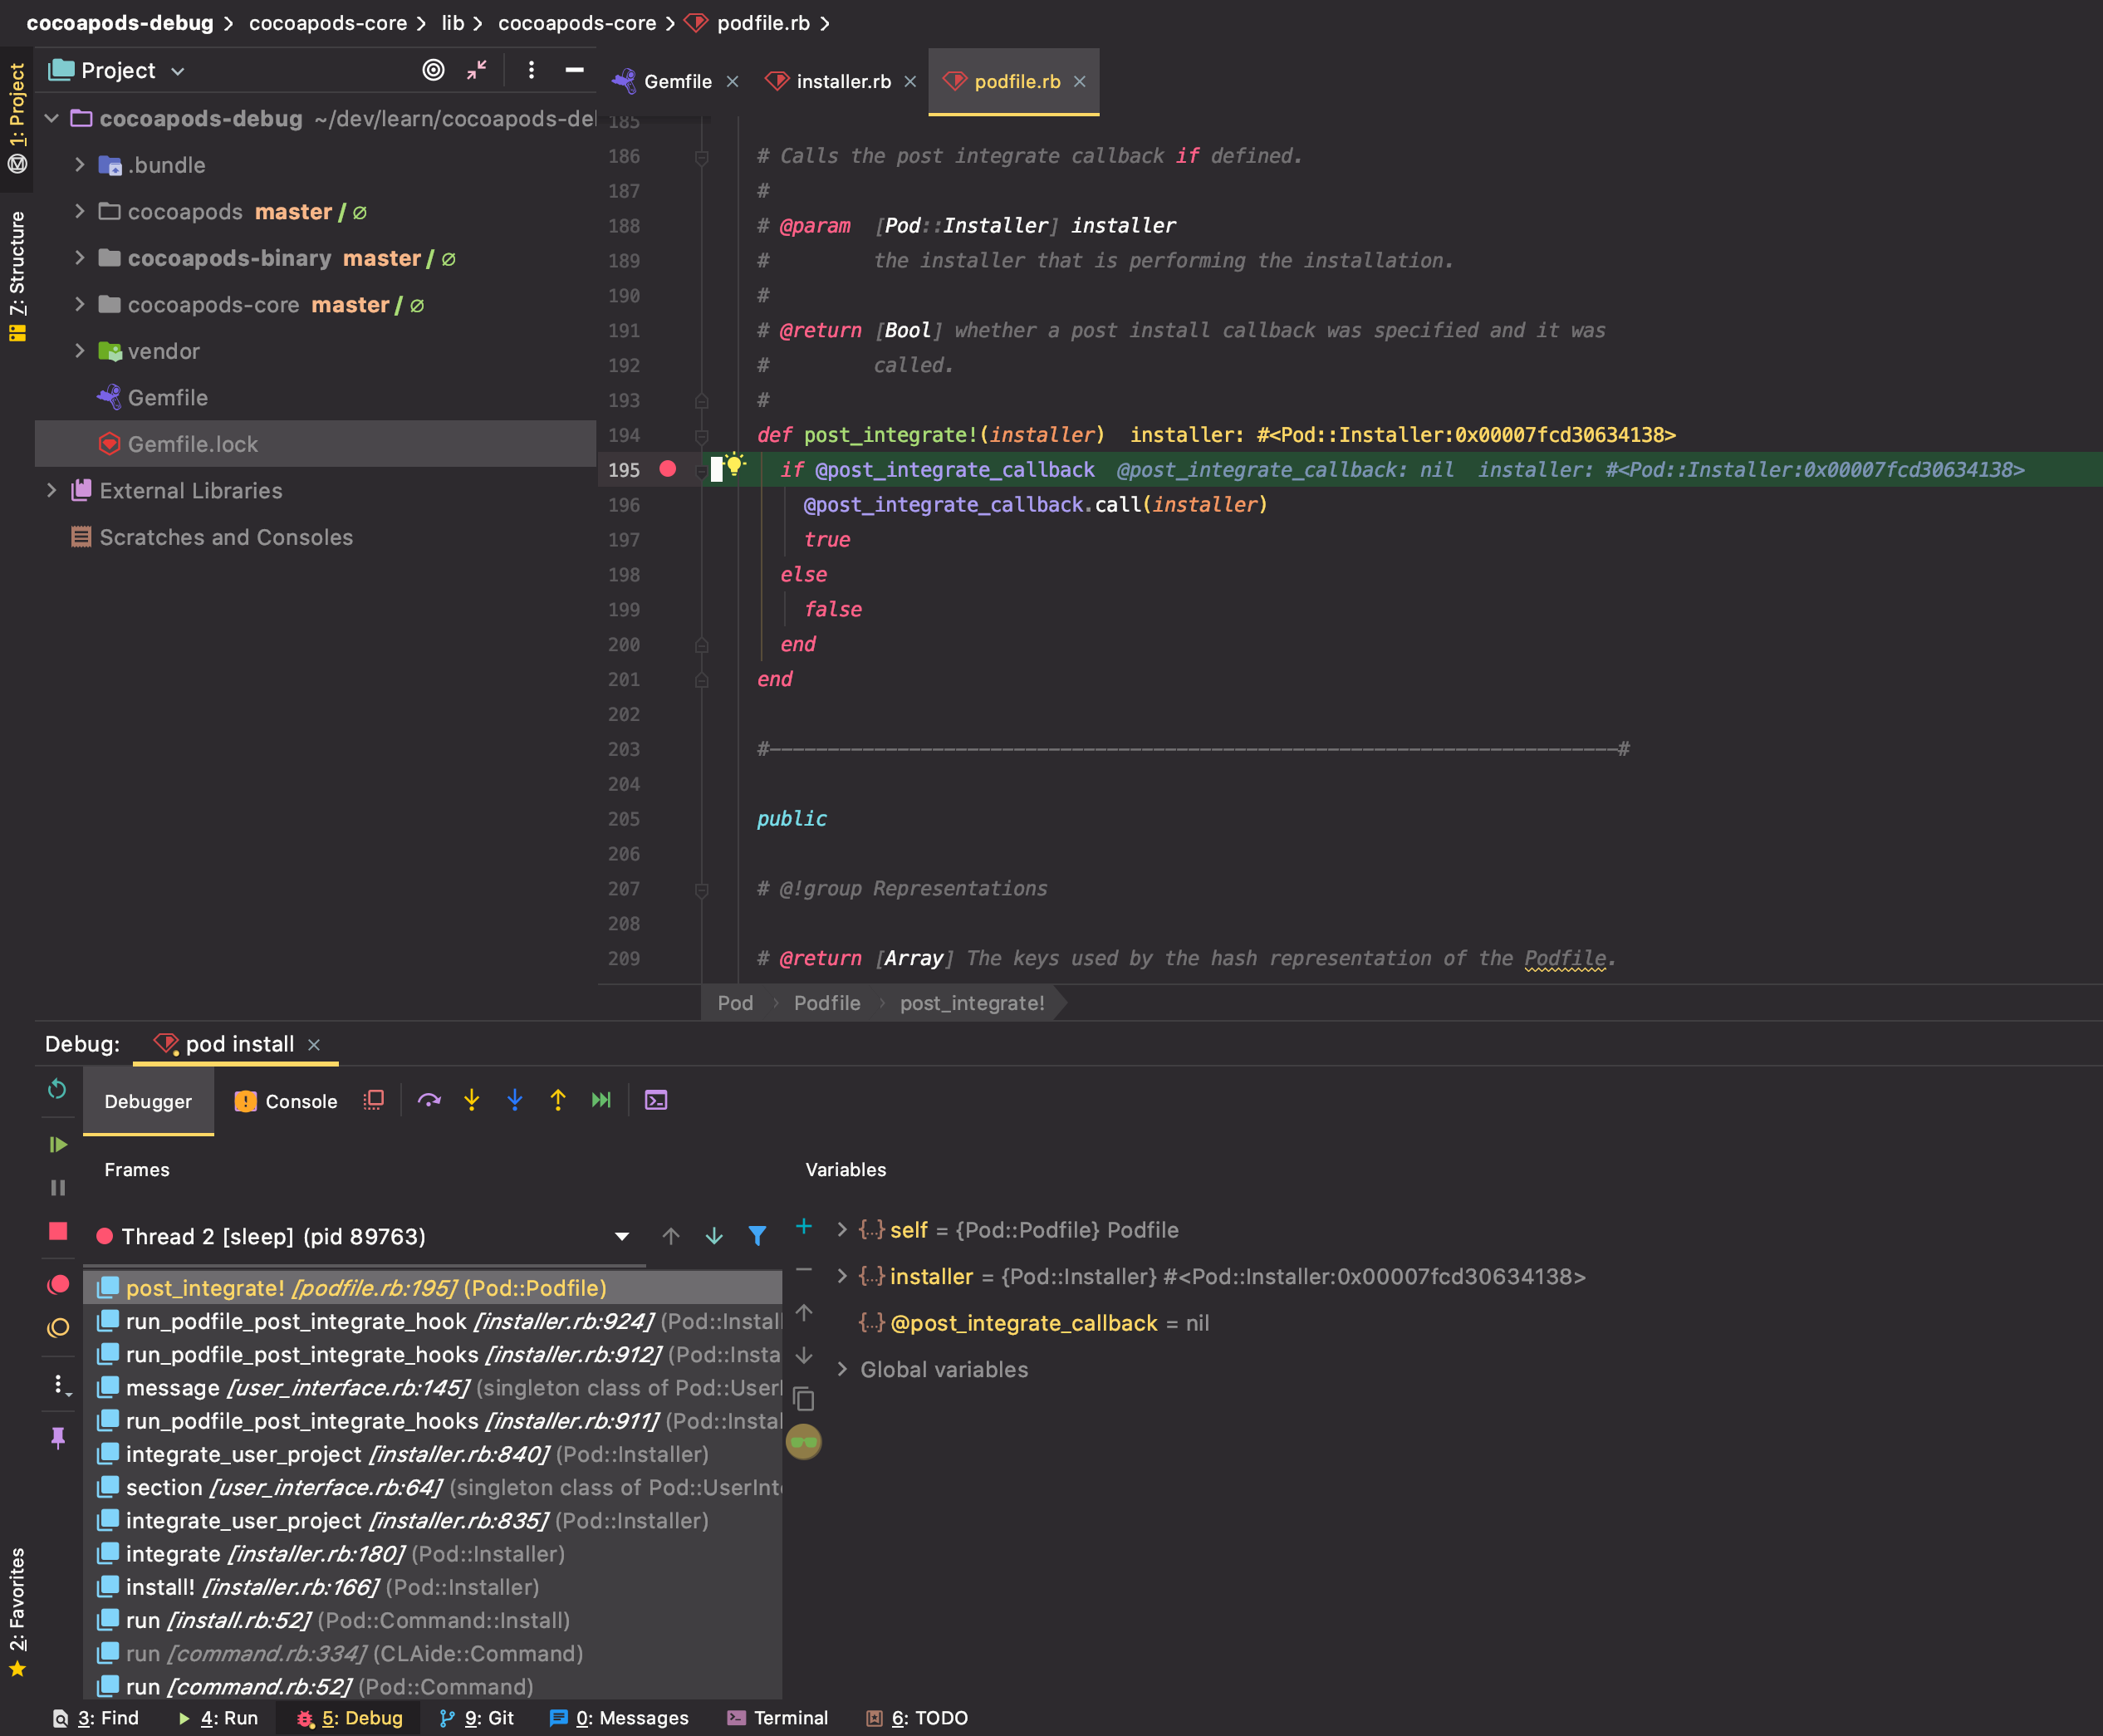 cocoapods-debug > cocoapods-core > lib > cocoapods-core > podfile.rb >
1: Project
7: Structure
2: Favorites
Project
cocoapods-debug ~/dev/learn/cocoapods-de
.bundle
cocoapods master / ∅
cocoapods-binary master / ∅
cocoapods-core master / ∅
vendor
Gemfile
Gemfile.lock
External Libraries
Scratches and Consoles
Gemfile × installer.rb × podfile.rb ×
185
186 # Calls the post integrate callback if defined.
187 #
188 # @param [Pod::Installer] installer
189 # the installer that is performing the installation.
190 #
191 # @return [Bool] whether a post install callback was specified and it was
192 # called.
193 #
194 def post_integrate!(installer) installer: #<Pod::Installer:0x00007fcd30634138>
195 if @post_integrate_callback @post_integrate_callback: nil installer: #<Pod::Installer:0x00007fcd30634138>
196 @post_integrate_callback.call(installer)
197 true
198 else
199 false
200 end
201 end
202
203 #-------------------------------------------------------------------------#
204
205 public
206
207 # @!group Representations
208
209 # @return [Array] The keys used by the hash representation of the Podfile.
Pod > Podfile > post_integrate!
Debug: pod install ×
Debugger Console
Frames
Thread 2 [sleep] (pid 89763)
post_integrate! [podfile.rb:195] (Pod::Podfile)
run_podfile_post_integrate_hook [installer.rb:924] (Pod::Instal
run_podfile_post_integrate_hooks [installer.rb:912] (Pod::Insta
message [user_interface.rb:145] (singleton class of Pod::UserI
run_podfile_post_integrate_hooks [installer.rb:911] (Pod::Instal
integrate_user_project [installer.rb:840] (Pod::Installer)
section [user_interface.rb:64] (singleton class of Pod::UserInte
integrate_user_project [installer.rb:835] (Pod::Installer)
integrate [installer.rb:180] (Pod::Installer)
install! [installer.rb:166] (Pod::Installer)
run [install.rb:52] (Pod::Command::Install)
run [command.rb:334] (CLAide::Command)
run [command.rb:52] (Pod::Command)
Variables
self = {Pod::Podfile} Podfile
installer = {Pod::Installer} #<Pod::Installer:0x00007fcd30634138>
@post_integrate_callback = nil
Global variables
3: Find 4: Run 5: Debug 9: Git 0: Messages Terminal 6: TODO